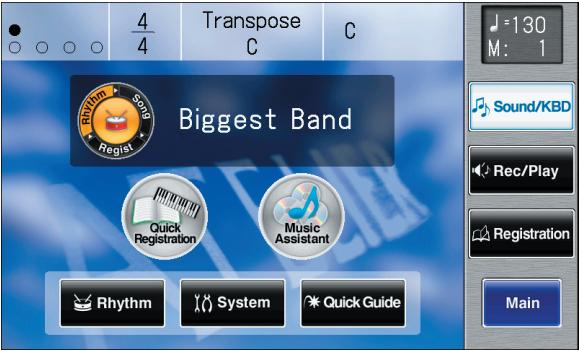 4
4
Transpose
C
C
♩=130
M: 1
Rhythm
Song
Regist
Biggest Band
Sound/KBD
Rec/Play
Quick
Registration
Music
Assistant
Registration
Rhythm
System
Quick Guide
Main
ATELIER